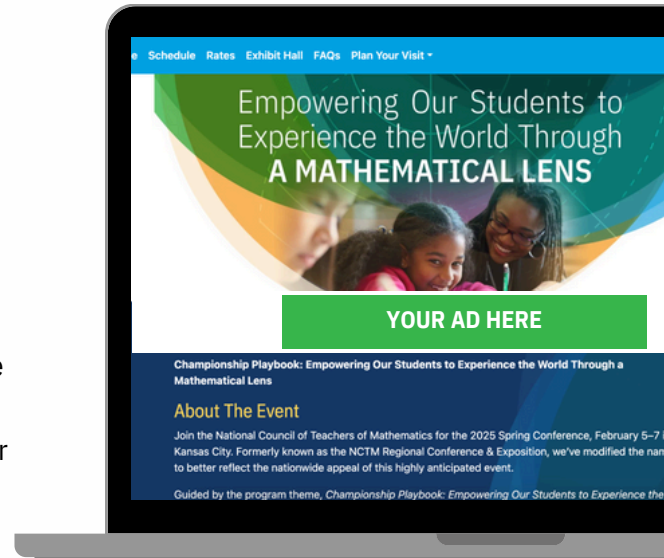 Schedule Rates Exhibit Hall FAQs Plan Your Visit
Empowering Our Students to
Experience the World Through
A MATHEMATICAL LENS
YOUR AD HERE
Championship Playbook: Empowering Our Students to Experience the World Through a
Mathematical Lens
About The Event
Join the National Council of Teachers of Mathematics for the 2025 Spring Conference, February 5–7
Kansas City. Formerly known as the NCTM Regional Conference & Exposition, we've modified the
to better reflect the nationwide appeal of this highly anticipated event.
Guided by the program theme, Championship Playbook: Empowering Our Students to Experience the